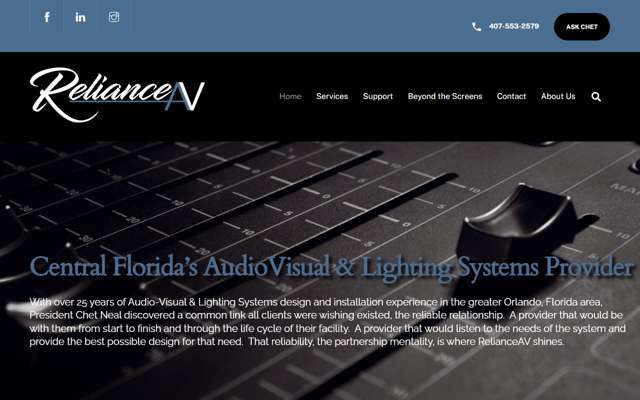 407-553-2579
ASK CHET
RelianceAV
Home Services Support Beyond the Screens Contact About Us
Central Florida's AudioVisual & Lighting Systems Provider
With over 25 years of Audio-Visual & Lighting Systems design and installation experience in the greater Orlando, Florida area,
President Chet Neal discovered a common link all clients were wishing existed, the reliable relationship.  A provider that would be
with them from start to finish and through the life cycle of their facility.  A provider that would listen to the needs of the system and
provide the best possible design for that need.  That reliability, the partnership mentality, is where RelianceAV shines.